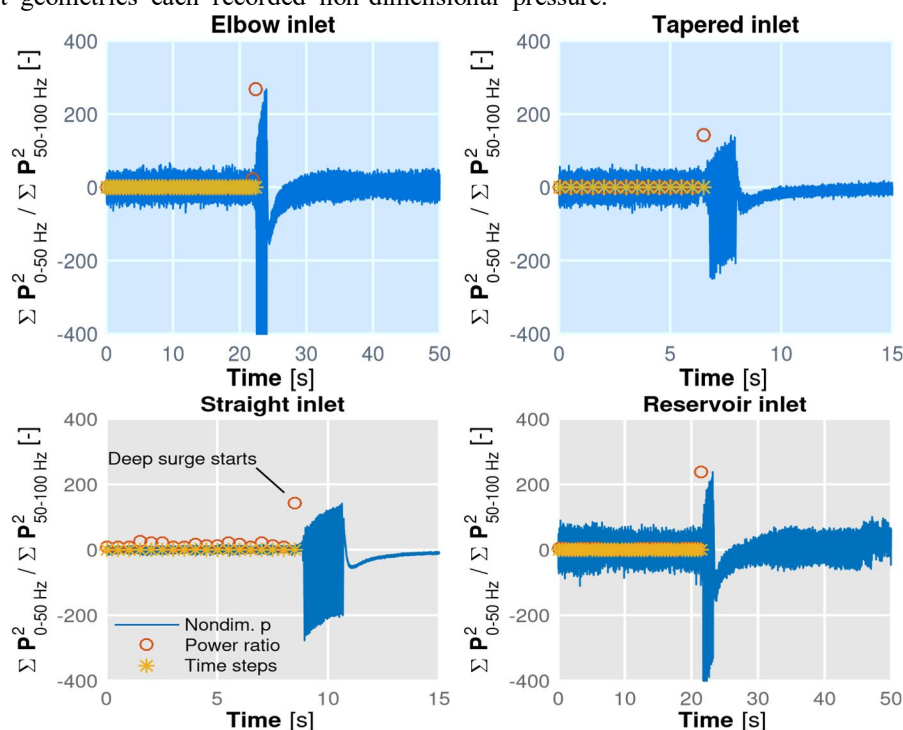 t geometries each recorded non-dimensional pressure.
Elbow inlet
Tapered inlet
Σ P²0-50 Hz / Σ P²50-100 Hz [-]
400
200
0
-200
-400
0 10 20 30 40 50
Time [s]
Σ P²0-50 Hz / Σ P²50-100 Hz [-]
400
200
0
-200
-400
0 5 10 15
Time [s]
Straight inlet
Reservoir inlet
Σ P²0-50 Hz / Σ P²50-100 Hz [-]
400
200
0
-200
-400
Deep surge starts
Nondim. p
Power ratio
Time steps
0 5 10 15
Time [s]
Σ P²0-50 Hz / Σ P²50-100 Hz [-]
400
200
0
-200
-400
0 10 20 30 40 50
Time [s]